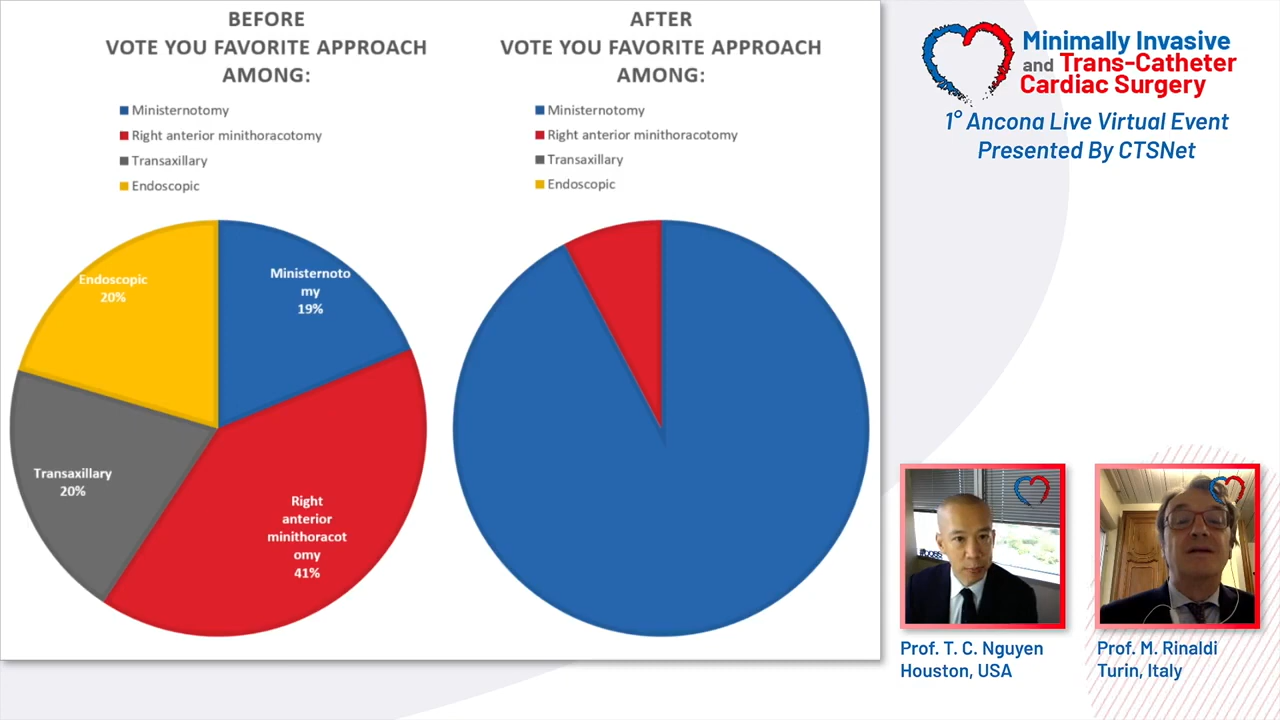 BEFORE
VOTE YOU FAVORITE APPROACH
AMONG:
Ministernotomy
Right anterior minithoracotomy
Transaxillary
Endoscopic
Endoscopic
20%
Ministernoto
my
19%
Transaxillary
20%
Right
anterior
minithoracot
omy
41%
AFTER
VOTE YOU FAVORITE APPROACH
AMONG:
Ministernotomy
Right anterior minithoracotomy
Transaxillary
Endoscopic
Minimally Invasive
and Trans-Catheter
Cardiac Surgery
1° Ancona Live Virtual Event
Presented By CTSNet
Prof. T. C. Nguyen
Houston, USA
Prof. M. Rinaldi
Turin, Italy